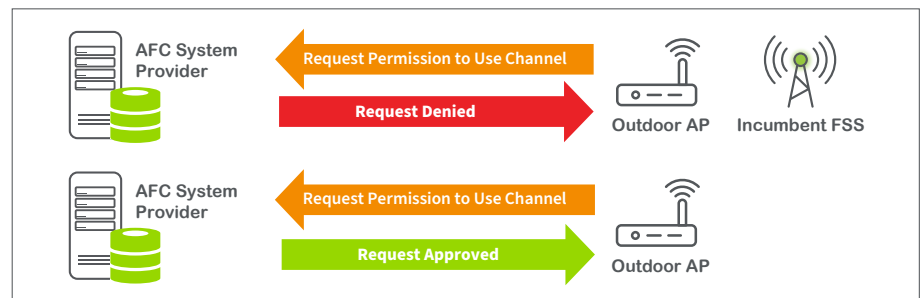 AFC System
Provider
Request Permission to Use Channel
Request Denied
Outdoor AP
Incumbent FSS
AFC System
Provider
Request Permission to Use Channel
Request Approved
Outdoor AP